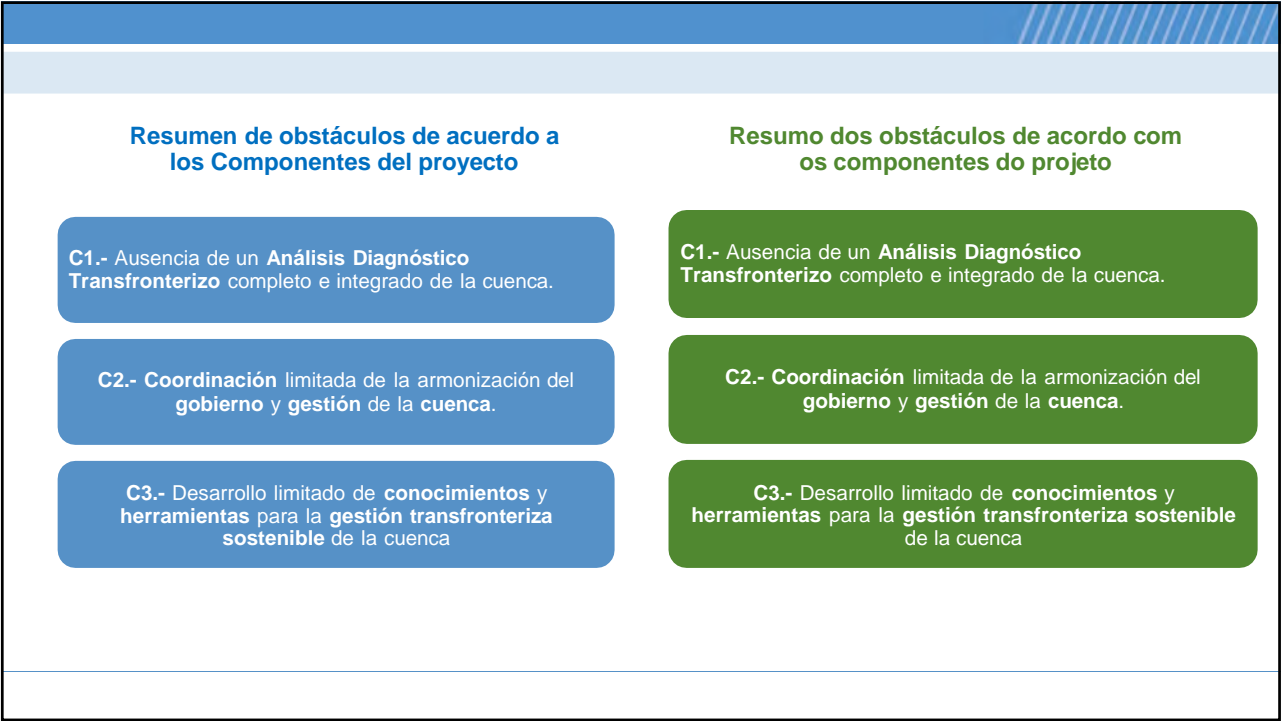 Resumen de obstáculos de acuerdo a
los Componentes del proyecto
C1.- Ausencia de un Análisis Diagnóstico
Transfronterizo completo e integrado de la cuenca.
C2.- Coordinación limitada de la armonización del
gobierno y gestión de la cuenca.
C3.- Desarrollo limitado de conocimientos y
herramientas para la gestión transfronteriza
sostenible de la cuenca
Resumo dos obstáculos de acordo com
os componentes do projeto
C1.- Ausencia de un Análisis Diagnóstico
Transfronterizo completo e integrado de la cuenca.
C2.- Coordinación limitada de la armonización del
gobierno y gestión de la cuenca.
C3.- Desarrollo limitado de conocimientos y
herramientas para la gestión transfronteriza sostenible
de la cuenca